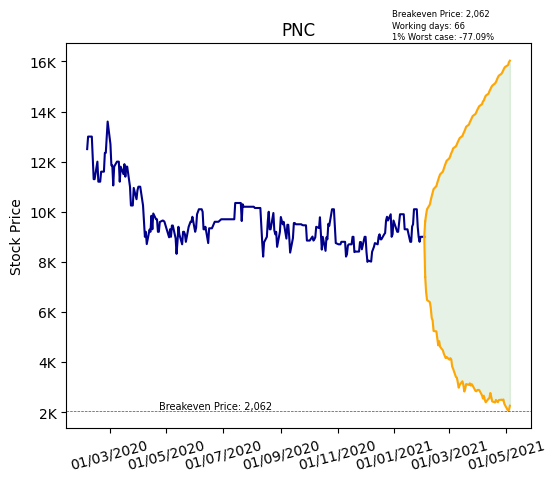 Breakeven Price: 2,062
Working days: 66
1% Worst case: -77.09%
PNC
Stock Price
16K
14K
12K
10K
8K
6K
4K
2K
Breakeven Price: 2,062
01/03/2020
01/05/2020
01/07/2020
01/09/2020
01/11/2020
01/01/2021
01/03/2021
01/05/2021